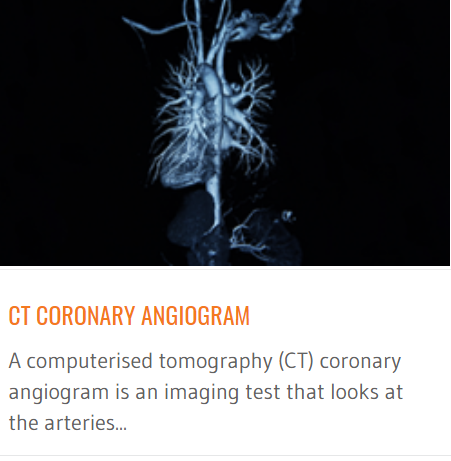 CT CORONARY ANGIOGRAM
A computerised tomography (CT) coronary
angiogram is an imaging test that looks at
the arteries...